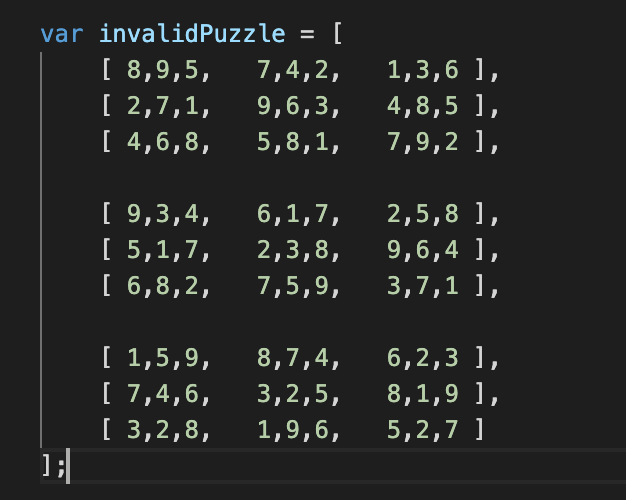 var invalidPuzzle = [
[ 8,9,5,   7,4,2,   1,3,6 ],
[ 2,7,1,   9,6,3,   4,8,5 ],
[ 4,6,8,   5,8,1,   7,9,2 ],
[ 9,3,4,   6,1,7,   2,5,8 ],
[ 5,1,7,   2,3,8,   9,6,4 ],
[ 6,8,2,   7,5,9,   3,7,1 ],
[ 1,5,9,   8,7,4,   6,2,3 ],
[ 7,4,6,   3,2,5,   8,1,9 ],
[ 3,2,8,   1,9,6,   5,2,7 ]
];